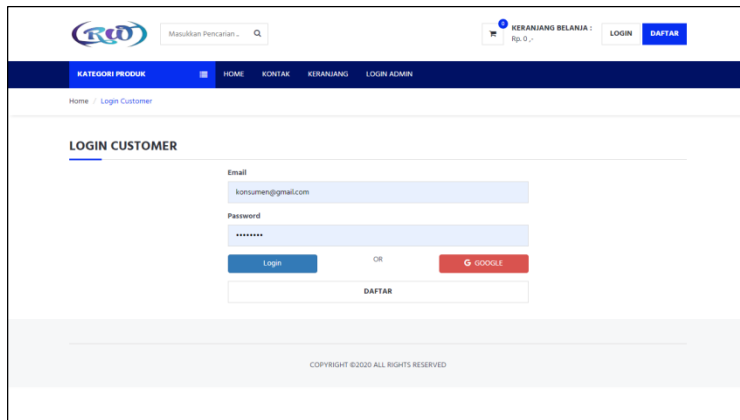 RW
Masukkan Pencarian ..
0
KERANJANG BELANJA :
Rp. 0 ,-
LOGIN
DAFTAR
KATEGORI PRODUK
HOME KONTAK KERANJANG LOGIN ADMIN
Home / Login Customer
LOGIN CUSTOMER
Email
konsumen@gmail.com
Password
••••••••
Login
OR
G GOOGLE
DAFTAR
COPYRIGHT ©2020 ALL RIGHTS RESERVED